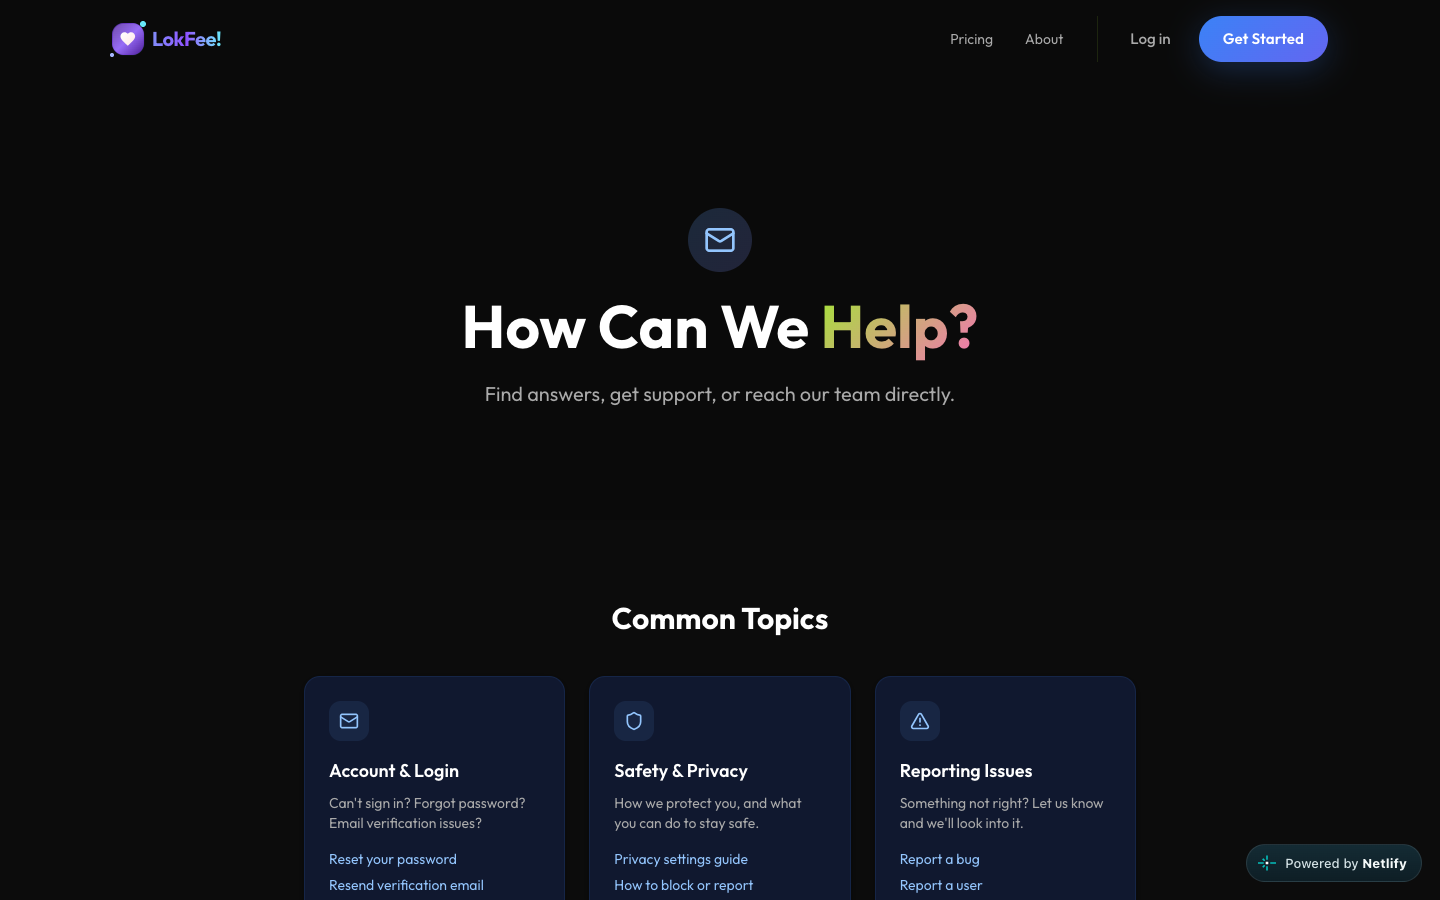 LokFee!
Pricing
About
Log in
Get Started
How Can We Help?
Find answers, get support, or reach our team directly.
Common Topics
Account & Login
Can't sign in? Forgot password?
Email verification issues?
Reset your password
Resend verification email
Safety & Privacy
How we protect you, and what
you can do to stay safe.
Privacy settings guide
How to block or report
Reporting Issues
Something not right? Let us know
and we'll look into it.
Report a bug
Report a user
Powered by Netlify